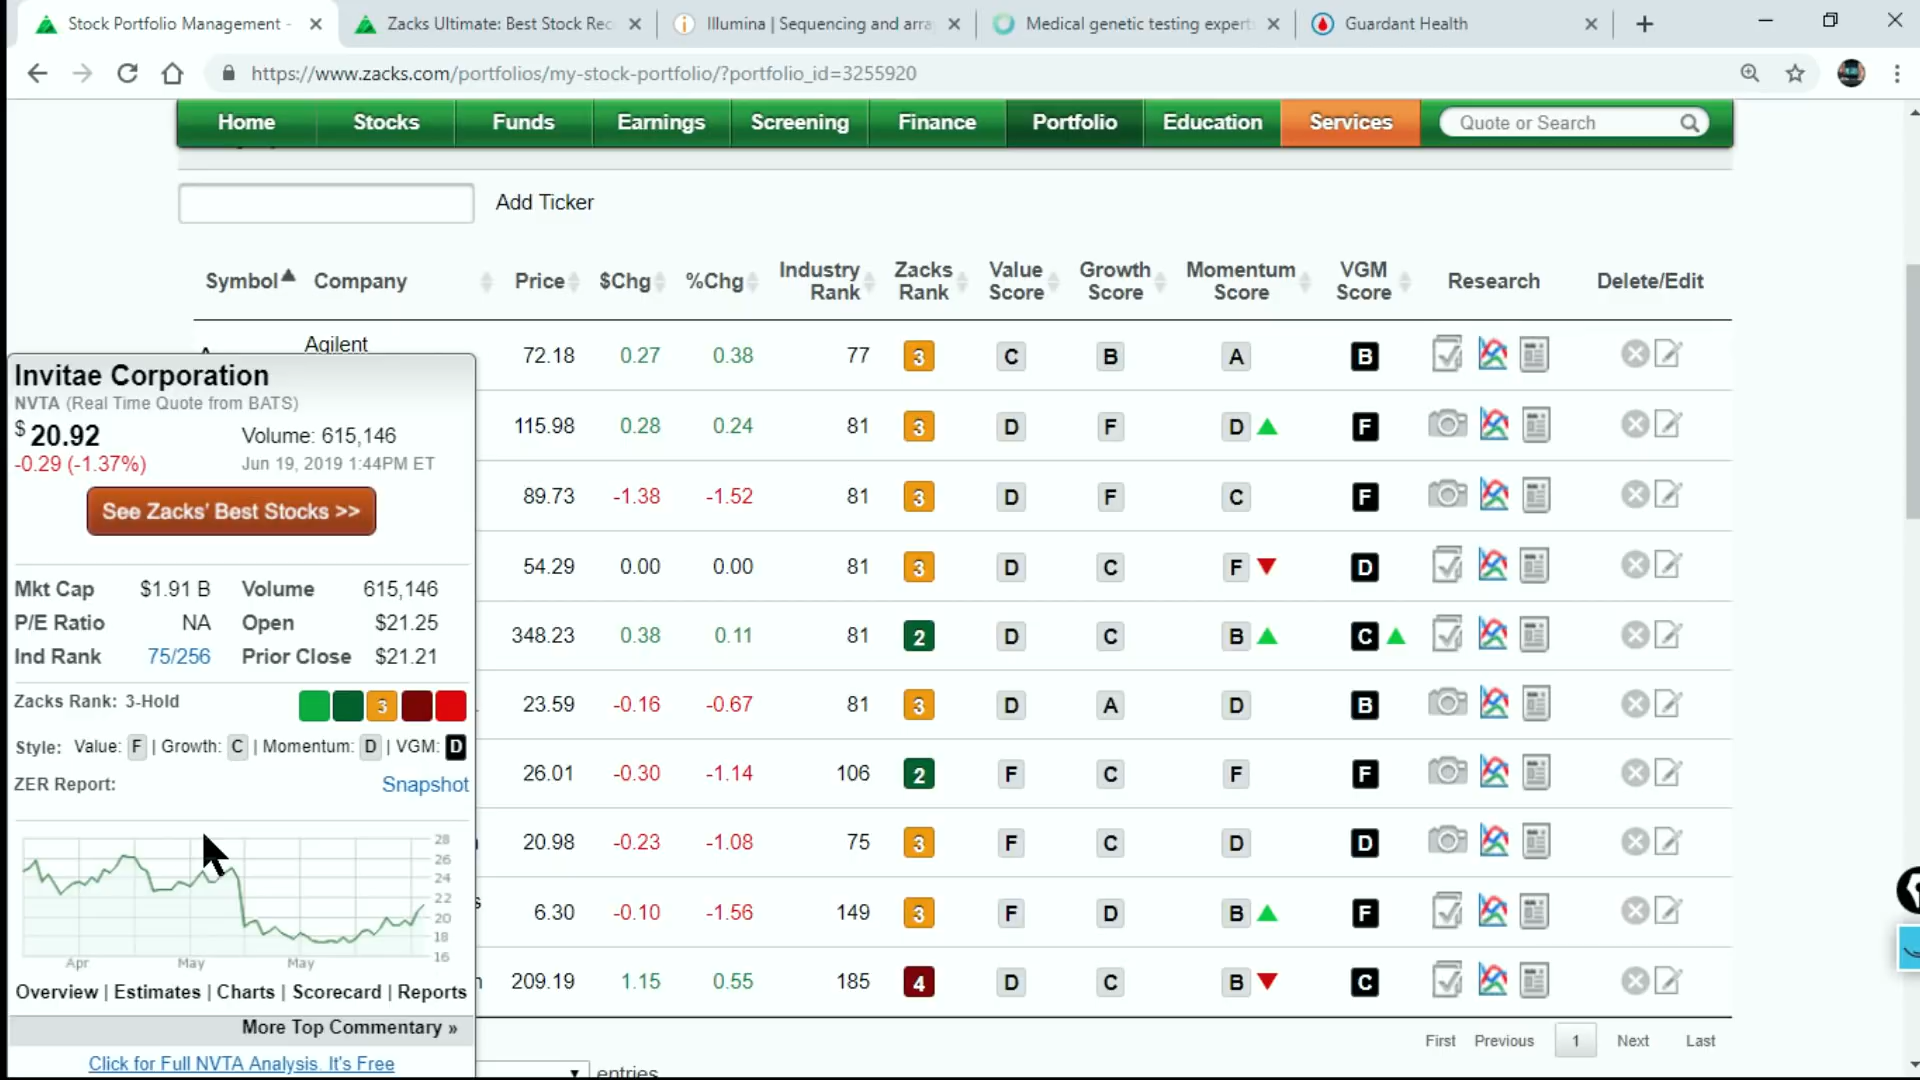 Stock Portfolio Management -
Zacks Ultimate: Best Stock Rec
Illumina | Sequencing and arra
Medical genetic testing expert
Guardant Health
https://www.zacks.com/portfolios/my-stock-portfolio/?portfolio_id=3255920
Home Stocks Funds Earnings Screening Finance Portfolio Education Services Quote or Search
Add Ticker
Symbol Company Price $Chg %Chg Industry Rank Zacks Rank Value Score Growth Score Momentum Score VGM Score Research Delete/Edit
Agilent
72.18 0.27 0.38 77 3 C B A B
115.98 0.28 0.24 81 3 D F D F
89.73 -1.38 -1.52 81 3 D F C F
54.29 0.00 0.00 81 3 D C F D
348.23 0.38 0.11 81 2 D C B C
23.59 -0.16 -0.67 81 3 D A D B
26.01 -0.30 -1.14 106 2 F C F F
20.98 -0.23 -1.08 75 3 F C D D
6.30 -0.10 -1.56 149 3 F D B F
209.19 1.15 0.55 185 4 D C B C
First Previous 1 Next Last
entries
Invitae Corporation
NVTA (Real Time Quote from BATS)
$ 20.92 Volume: 615,146
-0.29 (-1.37%) Jun 19, 2019 1:44PM ET
See Zacks' Best Stocks >>
Mkt Cap $1.91 B Volume 615,146
P/E Ratio NA Open $21.25
Ind Rank 75/256 Prior Close $21.21
Zacks Rank: 3-Hold 3
Style: Value: F | Growth: C | Momentum: D | VGM: D
ZER Report: Snapshot
28
26
24
22
20
18
16
Apr May May
Overview | Estimates | Charts | Scorecard | Reports
More Top Commentary »
Click for Full NVTA Analysis. It's Free